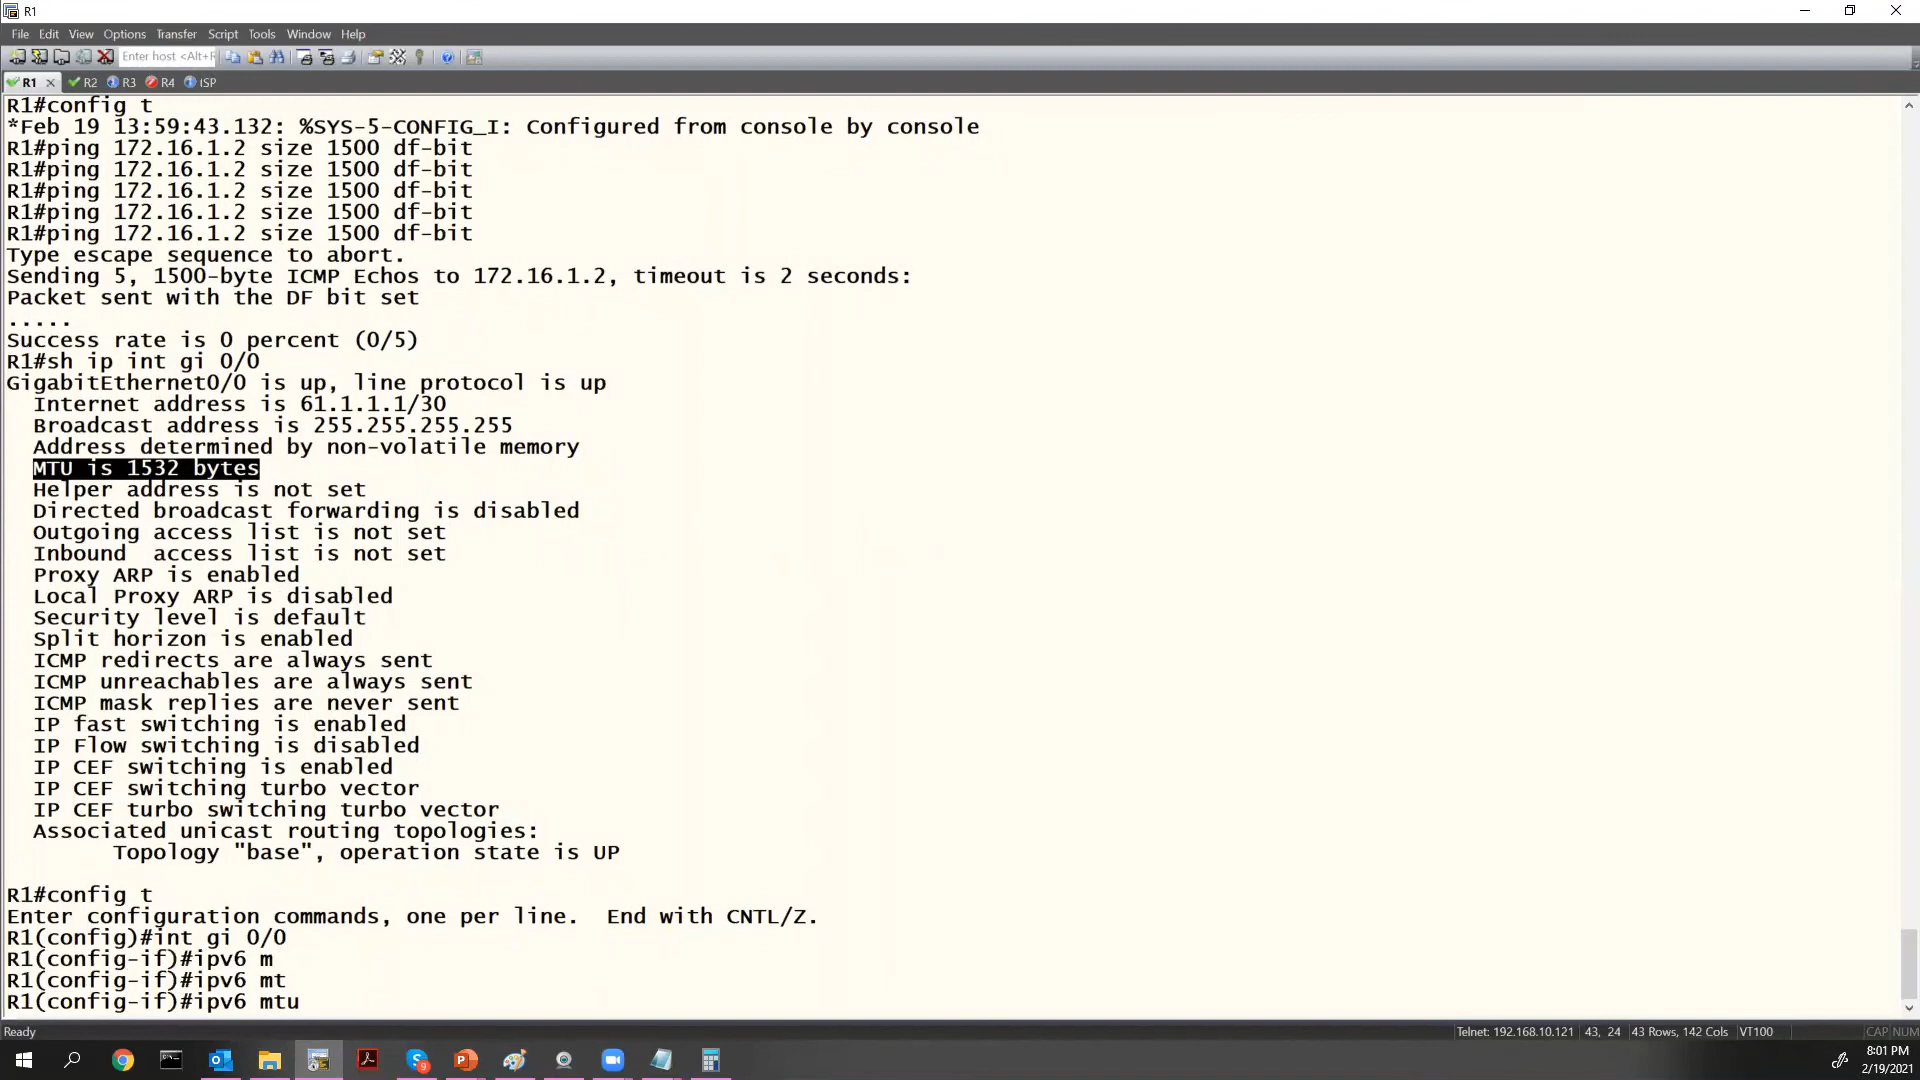 R1
File Edit View Options Transfer Script Tools Window Help
Enter host <Alt+R
R1 R2 R3 R4 ISP
R1#config t
*Feb 19 13:59:43.132: %SYS-5-CONFIG_I: Configured from console by console
R1#ping 172.16.1.2 size 1500 df-bit
R1#ping 172.16.1.2 size 1500 df-bit
R1#ping 172.16.1.2 size 1500 df-bit
R1#ping 172.16.1.2 size 1500 df-bit
R1#ping 172.16.1.2 size 1500 df-bit
Type escape sequence to abort.
Sending 5, 1500-byte ICMP Echos to 172.16.1.2, timeout is 2 seconds:
Packet sent with the DF bit set
.....
Success rate is 0 percent (0/5)
R1#sh ip int gi 0/0
GigabitEthernet0/0 is up, line protocol is up
Internet address is 61.1.1.1/30
Broadcast address is 255.255.255.255
Address determined by non-volatile memory
MTU is 1532 bytes
Helper address is not set
Directed broadcast forwarding is disabled
Outgoing access list is not set
Inbound  access list is not set
Proxy ARP is enabled
Local Proxy ARP is disabled
Security level is default
Split horizon is enabled
ICMP redirects are always sent
ICMP unreachables are always sent
ICMP mask replies are never sent
IP fast switching is enabled
IP Flow switching is disabled
IP CEF switching is enabled
IP CEF switching turbo vector
IP CEF turbo switching turbo vector
Associated unicast routing topologies:
Topology "base", operation state is UP
R1#config t
Enter configuration commands, one per line.  End with CNTL/Z.
R1(config)#int gi 0/0
R1(config-if)#ipv6 m
R1(config-if)#ipv6 mt
R1(config-if)#ipv6 mtu
Ready Telnet: 192.168.10.121 43, 24 43 Rows, 142 Cols VT100 CAP NUM
9
8:01 PM
2/19/2021